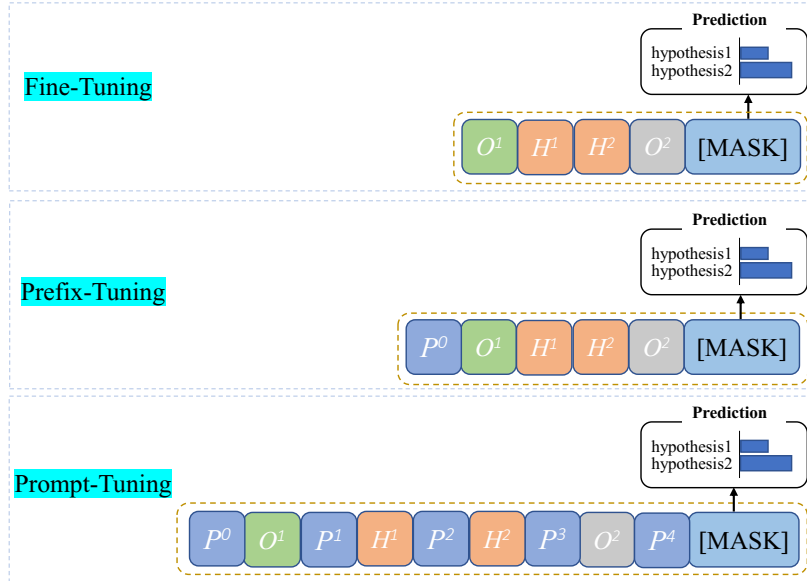 Prediction
hypothesis1
hypothesis2
Fine-Tuning
O¹ H¹ H² O² [MASK]
Prediction
hypothesis1
hypothesis2
Prefix-Tuning
P⁰ O¹ H¹ H² O² [MASK]
Prediction
hypothesis1
hypothesis2
Prompt-Tuning
P⁰ O¹ P¹ H¹ P² H² P³ O² P⁴ [MASK]